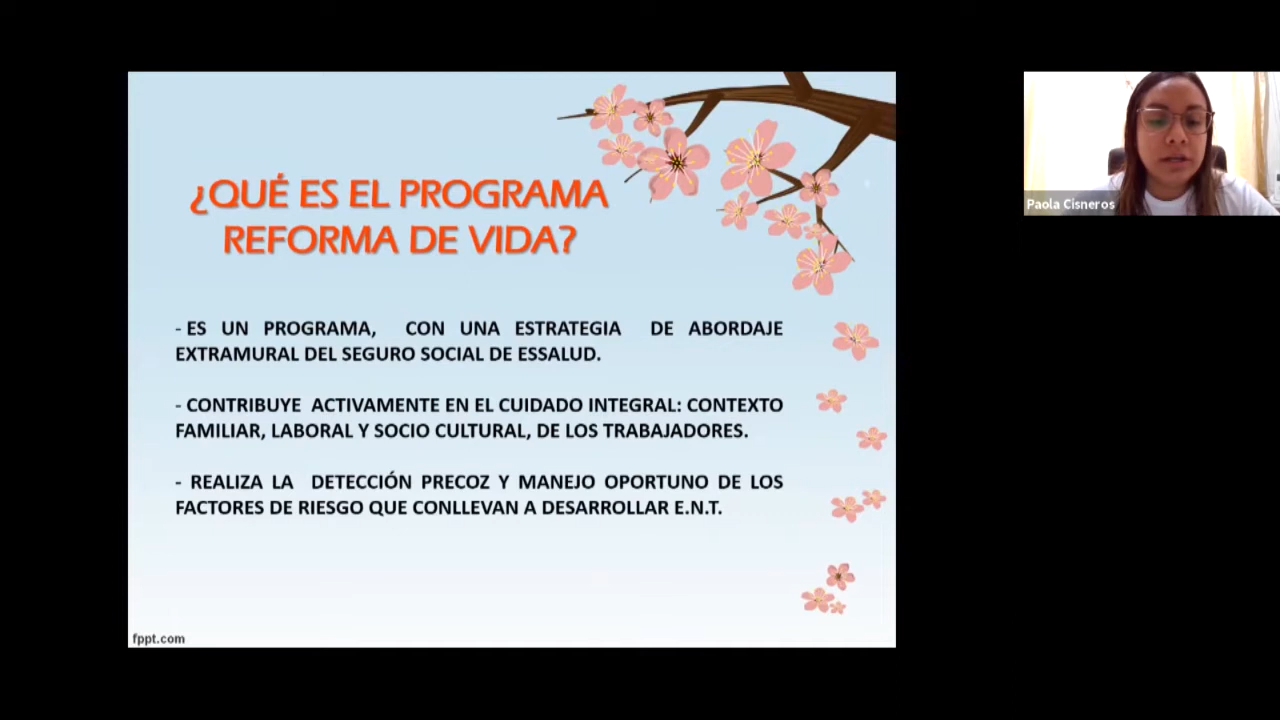 ¿QUÉ ES EL PROGRAMA
REFORMA DE VIDA?
- ES UN PROGRAMA, CON UNA ESTRATEGIA DE ABORDAJE
EXTRAMURAL DEL SEGURO SOCIAL DE ESSALUD.
- CONTRIBUYE ACTIVAMENTE EN EL CUIDADO INTEGRAL: CONTEXTO
FAMILIAR, LABORAL Y SOCIO CULTURAL, DE LOS TRABAJADORES.
- REALIZA LA DETECCIÓN PRECOZ Y MANEJO OPORTUNO DE LOS
FACTORES DE RIESGO QUE CONLLEVAN A DESARROLLAR E.N.T.
fppt.com
Paola Cisneros